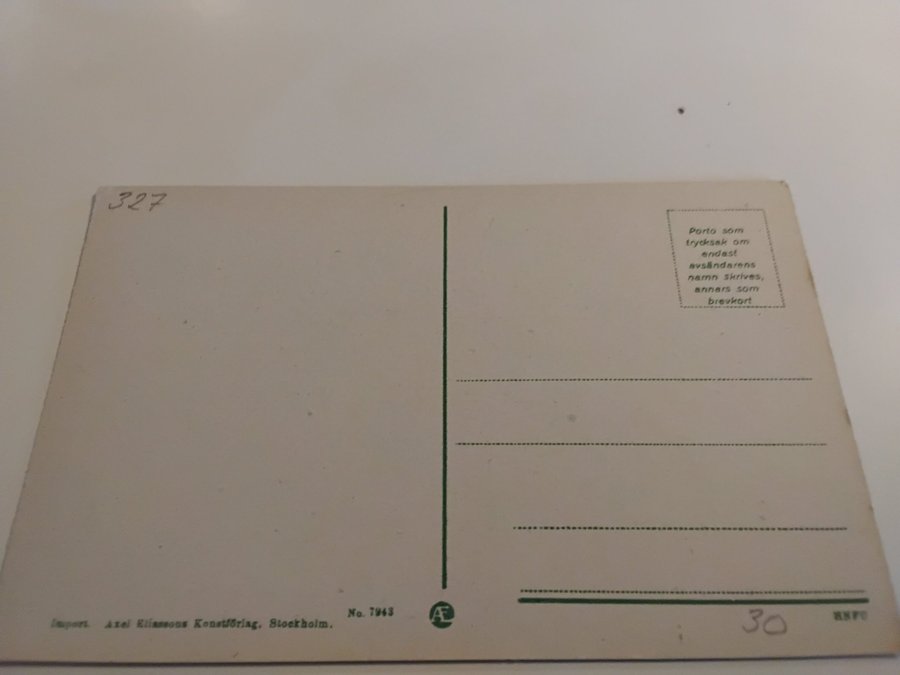 327
Porto som
trycksak om
endast
avsändarens
namn skrives,
annars som
brevkort
Import. Axel Eliassons Konstförlag, Stockholm.
No. 7943
Æ
30